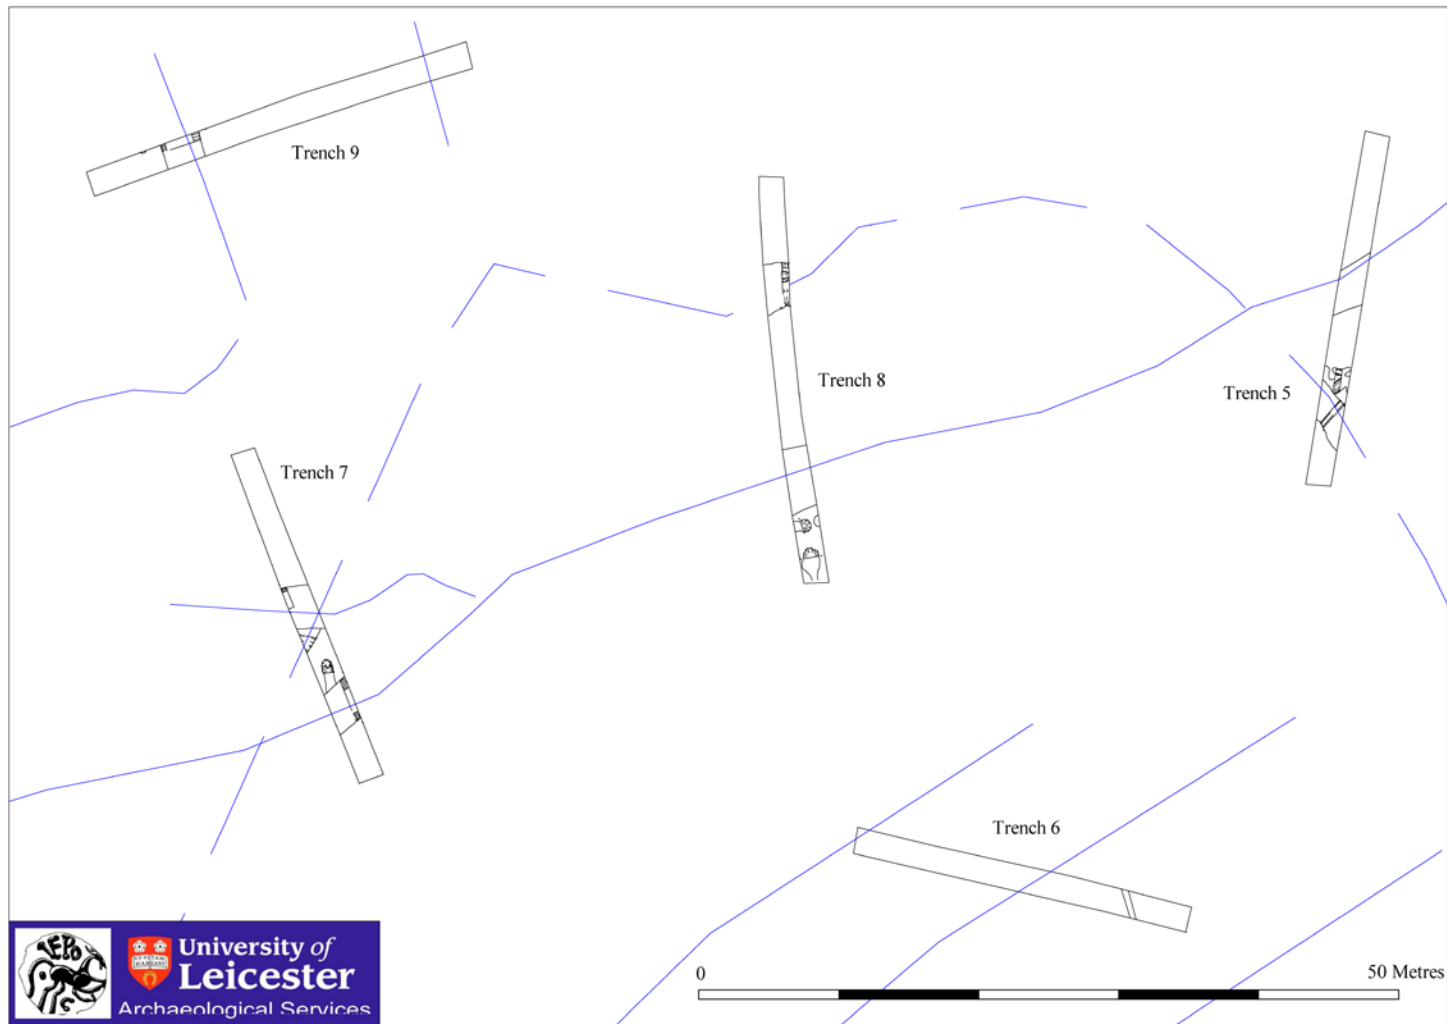 Trench 9
Trench 8
Trench 5
Trench 7
Trench 6
0
50 Metres
University of
Leicester
Archaeological Services